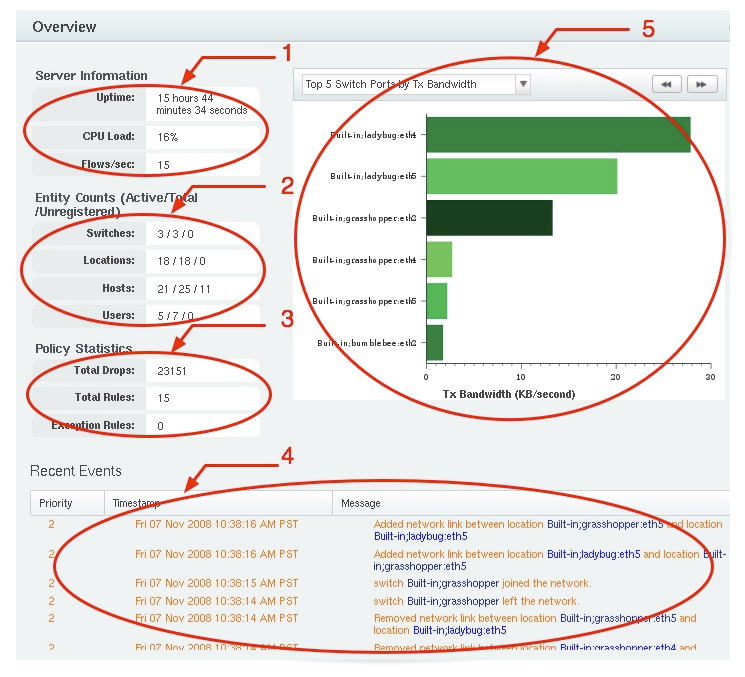 Overview
1
5
Server Information
Uptime: 15 hours 44
minutes 34 seconds
CPU Load: 16%
Flows/sec: 15
2
Entity Counts (Active/Total
/Unregistered)
Switches: 3 / 3 / 0
Locations: 18 / 18 / 0
Hosts: 21 / 25 / 11
Users: 5 / 7 / 0
3
Policy Statistics
Total Drops: 23151
Total Rules: 15
Exception Rules: 0
Top 5 Switch Ports by Tx Bandwidth
Built-in;ladybug:eth4
Built-in;ladybug:eth5
Built-in;grasshopper:eth2
Built-in;grasshopper:eth4
Built-in;grasshopper:eth5
Built-in;bumblebee:eth2
0 10 20 30
Tx Bandwidth (KB/second)
4
Recent Events
Priority Timestamp Message
2 Fri 07 Nov 2008 10:38:16 AM PST Added network link between location Built-in;grasshopper:eth5 and location
Built-in;ladybug:eth5
2 Fri 07 Nov 2008 10:38:16 AM PST Added network link between location Built-in;ladybug:eth5 and location Built-
in;grasshopper:eth5
2 Fri 07 Nov 2008 10:38:15 AM PST switch Built-in;grasshopper joined the network.
2 Fri 07 Nov 2008 10:38:14 AM PST switch Built-in;grasshopper left the network.
2 Fri 07 Nov 2008 10:38:14 AM PST Removed network link between location Built-in;grasshopper:eth5 and
location Built-in;ladybug:eth5
2 Fri 07 Nov 2008 10:38:14 AM PST Removed network link between location Built-in;grasshopper:eth4 and